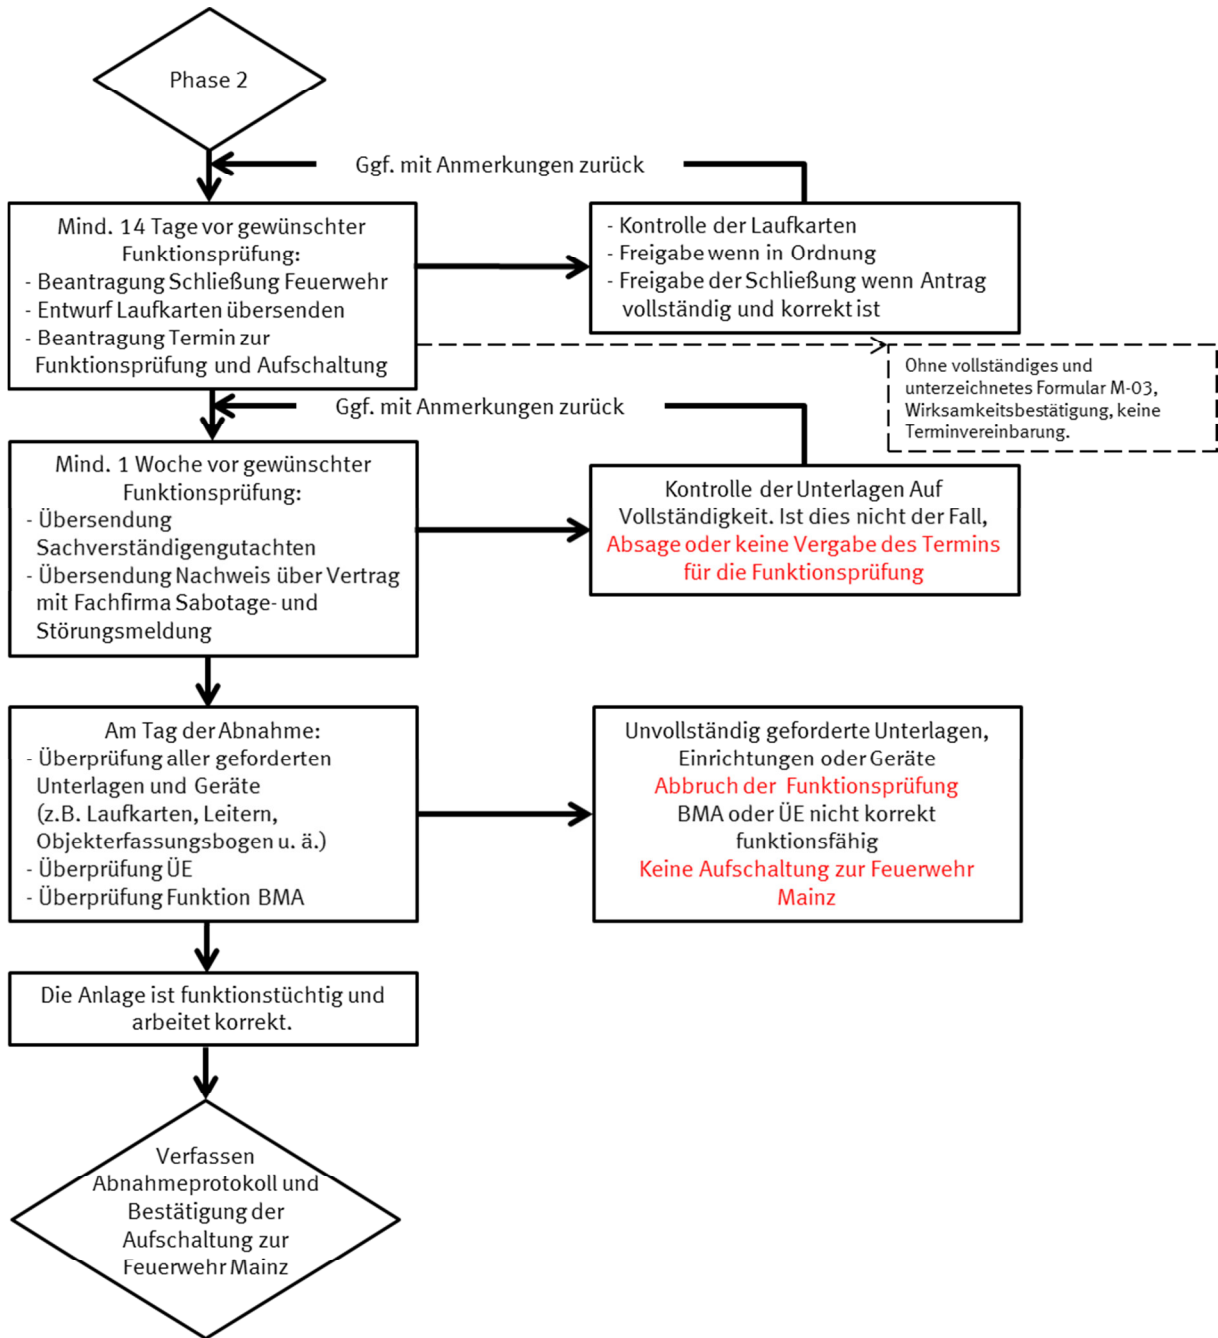 Phase 2
Ggf. mit Anmerkungen zurück
Mind. 14 Tage vor gewünschter
Funktionsprüfung:
- Beantragung Schließung Feuerwehr
- Entwurf Laufkarten übersenden
- Beantragung Termin zur
Funktionsprüfung und Aufschaltung
- Kontrolle der Laufkarten
- Freigabe wenn in Ordnung
- Freigabe der Schließung wenn Antrag
vollständig und korrekt ist
Ohne vollständiges und
unterzeichnetes Formular M-03,
Wirksamkeitsbestätigung, keine
Terminvereinbarung.
Ggf. mit Anmerkungen zurück
Mind. 1 Woche vor gewünschter
Funktionsprüfung:
- Übersendung
Sachverständigengutachten
- Übersendung Nachweis über Vertrag
mit Fachfirma Sabotage- und
Störungsmeldung
Kontrolle der Unterlagen Auf
Vollständigkeit. Ist dies nicht der Fall,
Absage oder keine Vergabe des Termins
für die Funktionsprüfung
Am Tag der Abnahme:
- Überprüfung aller geforderten
Unterlagen und Geräte
(z.B. Laufkarten, Leitern,
Objekterfassungsbogen u. ä.)
- Überprüfung ÜE
- Überprüfung Funktion BMA
Unvollständig geforderte Unterlagen,
Einrichtungen oder Geräte
Abbruch der Funktionsprüfung
BMA oder ÜE nicht korrekt
funktionsfähig
Keine Aufschaltung zur Feuerwehr
Mainz
Die Anlage ist funktionstüchtig und
arbeitet korrekt.
Verfassen
Abnahmeprotokoll und
Bestätigung der
Aufschaltung zur
Feuerwehr Mainz